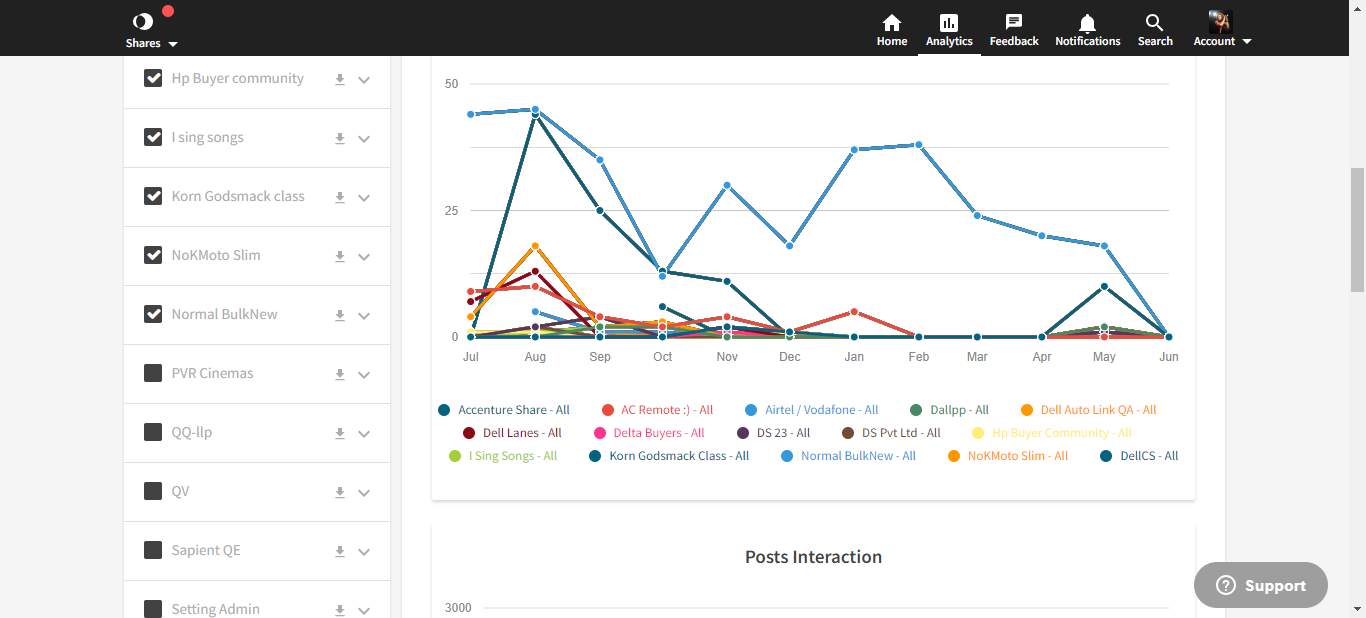 Shares
Home Analytics Feedback Notifications Search Account
Hp Buyer community
I sing songs
Korn Godsmack class
NoKMoto Slim
Normal BulkNew
PVR Cinemas
QQ-llp
QV
Sapient QE
Setting Admin
50
25
0
Jul Aug Sep Oct Nov Dec Jan Feb Mar Apr May Jun
Accenture Share - All AC Remote :) - All Airtel / Vodafone - All Dallpp - All Dell Auto Link QA - All
Dell Lanes - All Delta Buyers - All DS 23 - All DS Pvt Ltd - All Hp Buyer Community - All
I Sing Songs - All Korn Godsmack Class - All Normal BulkNew - All NoKMoto Slim - All DellCS - All
Posts Interaction
3000
Support